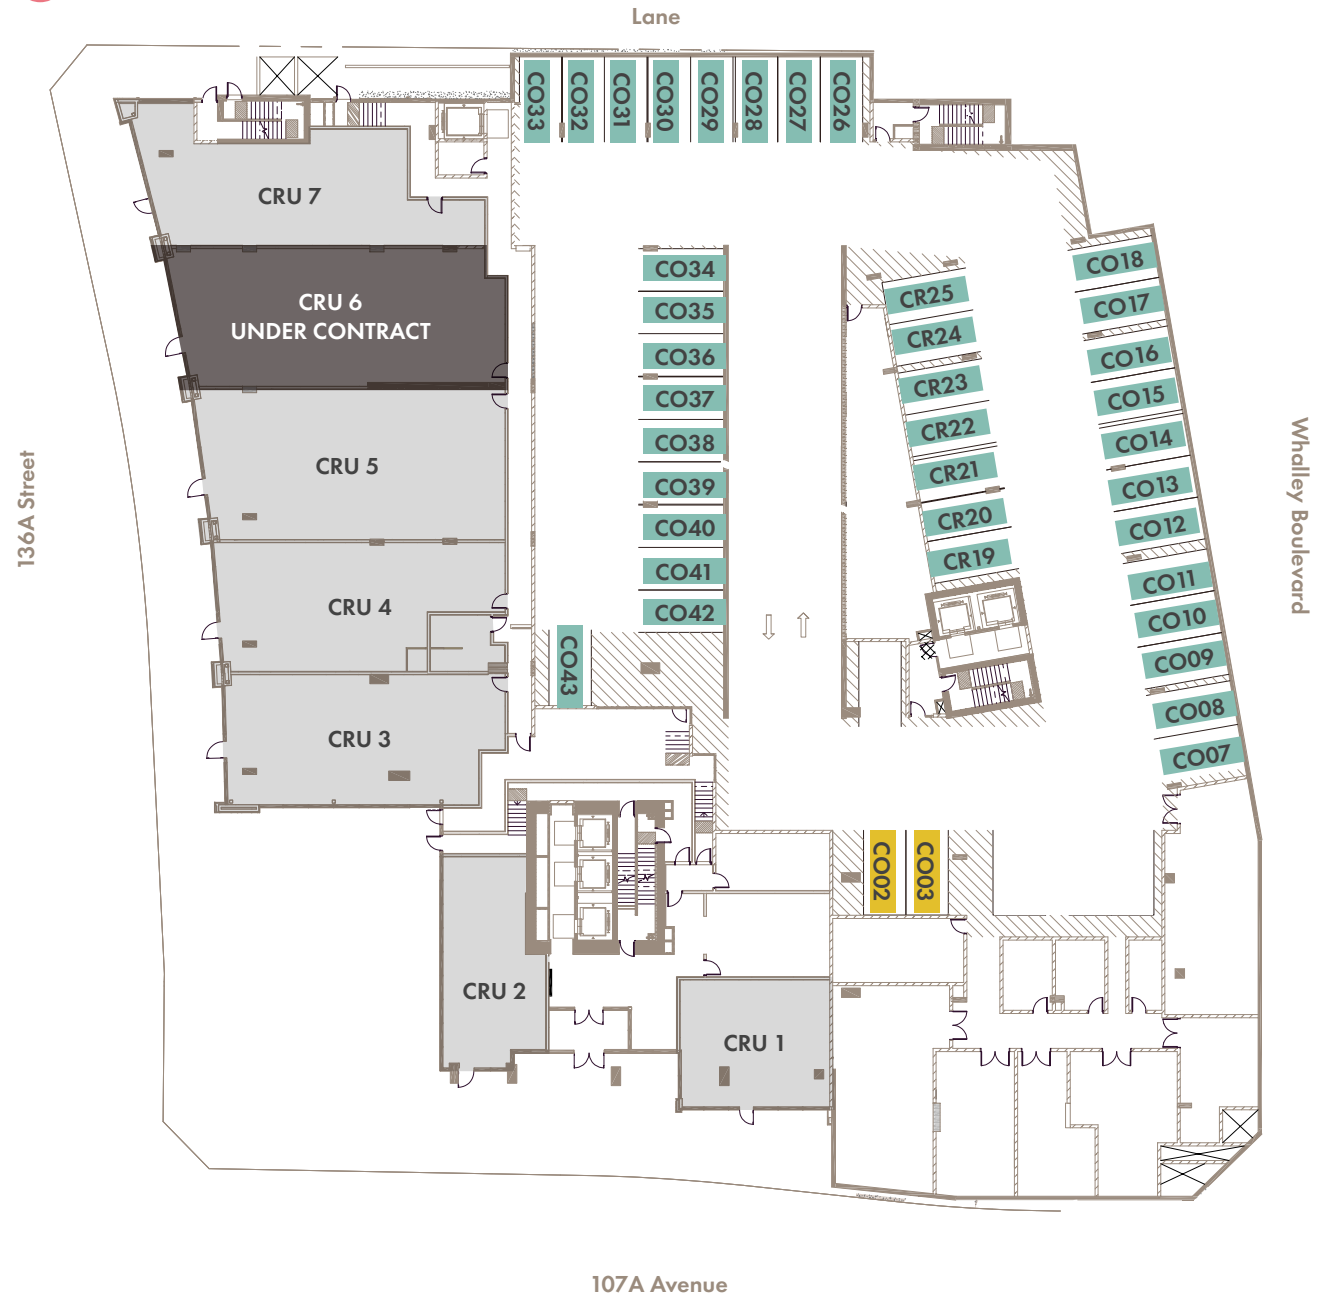 Lane
CO33
CO32
CO31
CO30
CO29
CO28
CO27
CO26
CRU 7
CO34
CO35
CO36
CO37
CO38
CO39
CO40
CO41
CO42
CO43
CR25
CR24
CR23
CR22
CR21
CR20
CR19
CO18
CO17
CO16
CO15
CO14
CO13
CO12
CO11
CO10
CO09
CO08
CO07
CRU 6
UNDER CONTRACT
CRU 5
CRU 4
CRU 3
136A Street
Whalley Boulevard
CO02
CO03
CRU 2
CRU 1
107A Avenue